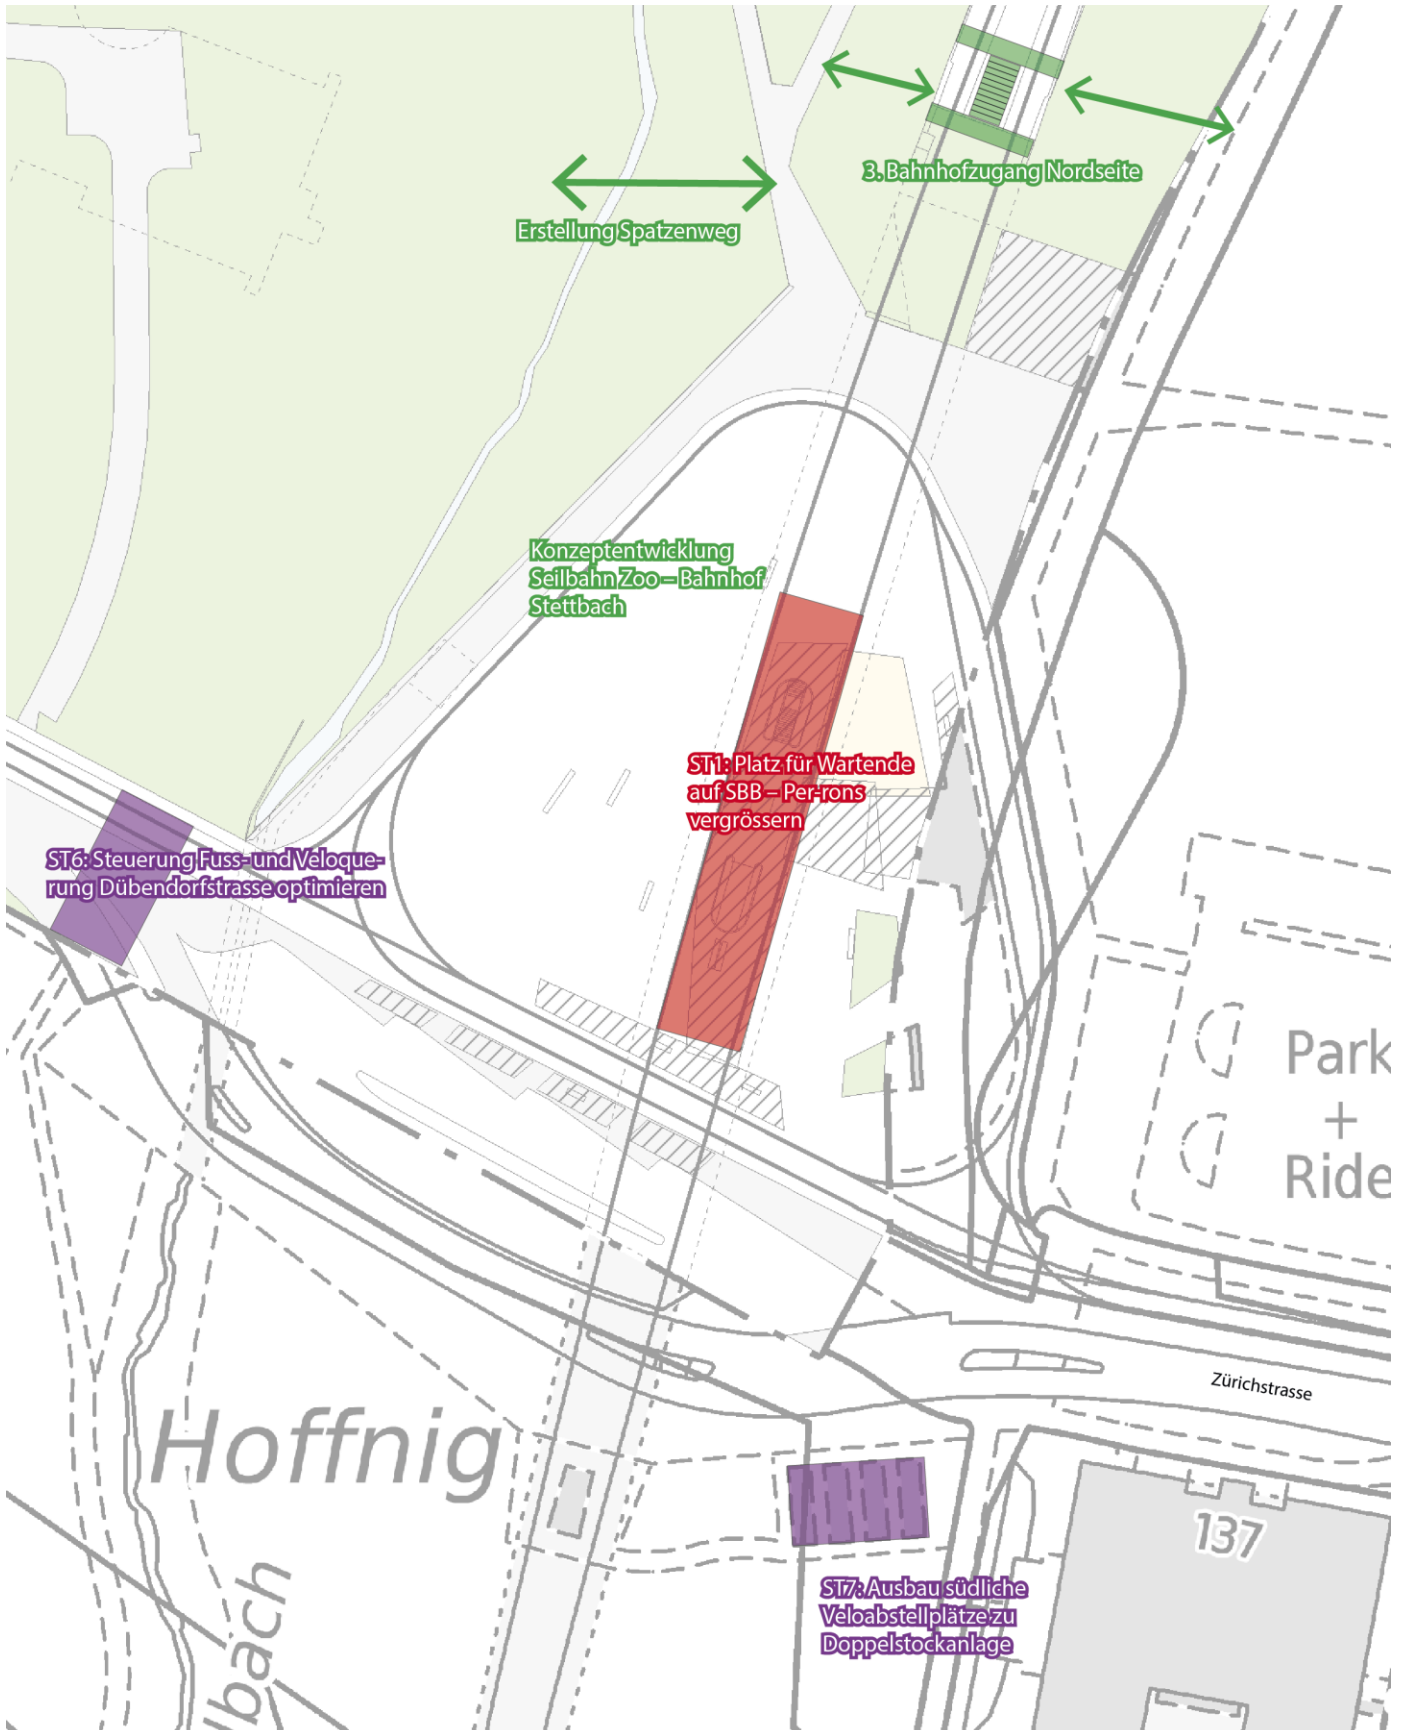 3. Bahnhofzugang Nordseite
Erstellung Spatzenweg
Konzeptentwicklung
Seilbahn Zoo – Bahnhof
Stettbach
ST1: Platz für Wartende
auf SBB – Per-rons
vergrössern
ST6: Steuerung Fuss- und Veloque-
rung Dübendorfstrasse optimieren
Park
+
Ride
Zürichstrasse
Hoffnig
137
lbach
ST7: Ausbau südliche
Veloabstellplätze zu
Doppelstockanlage